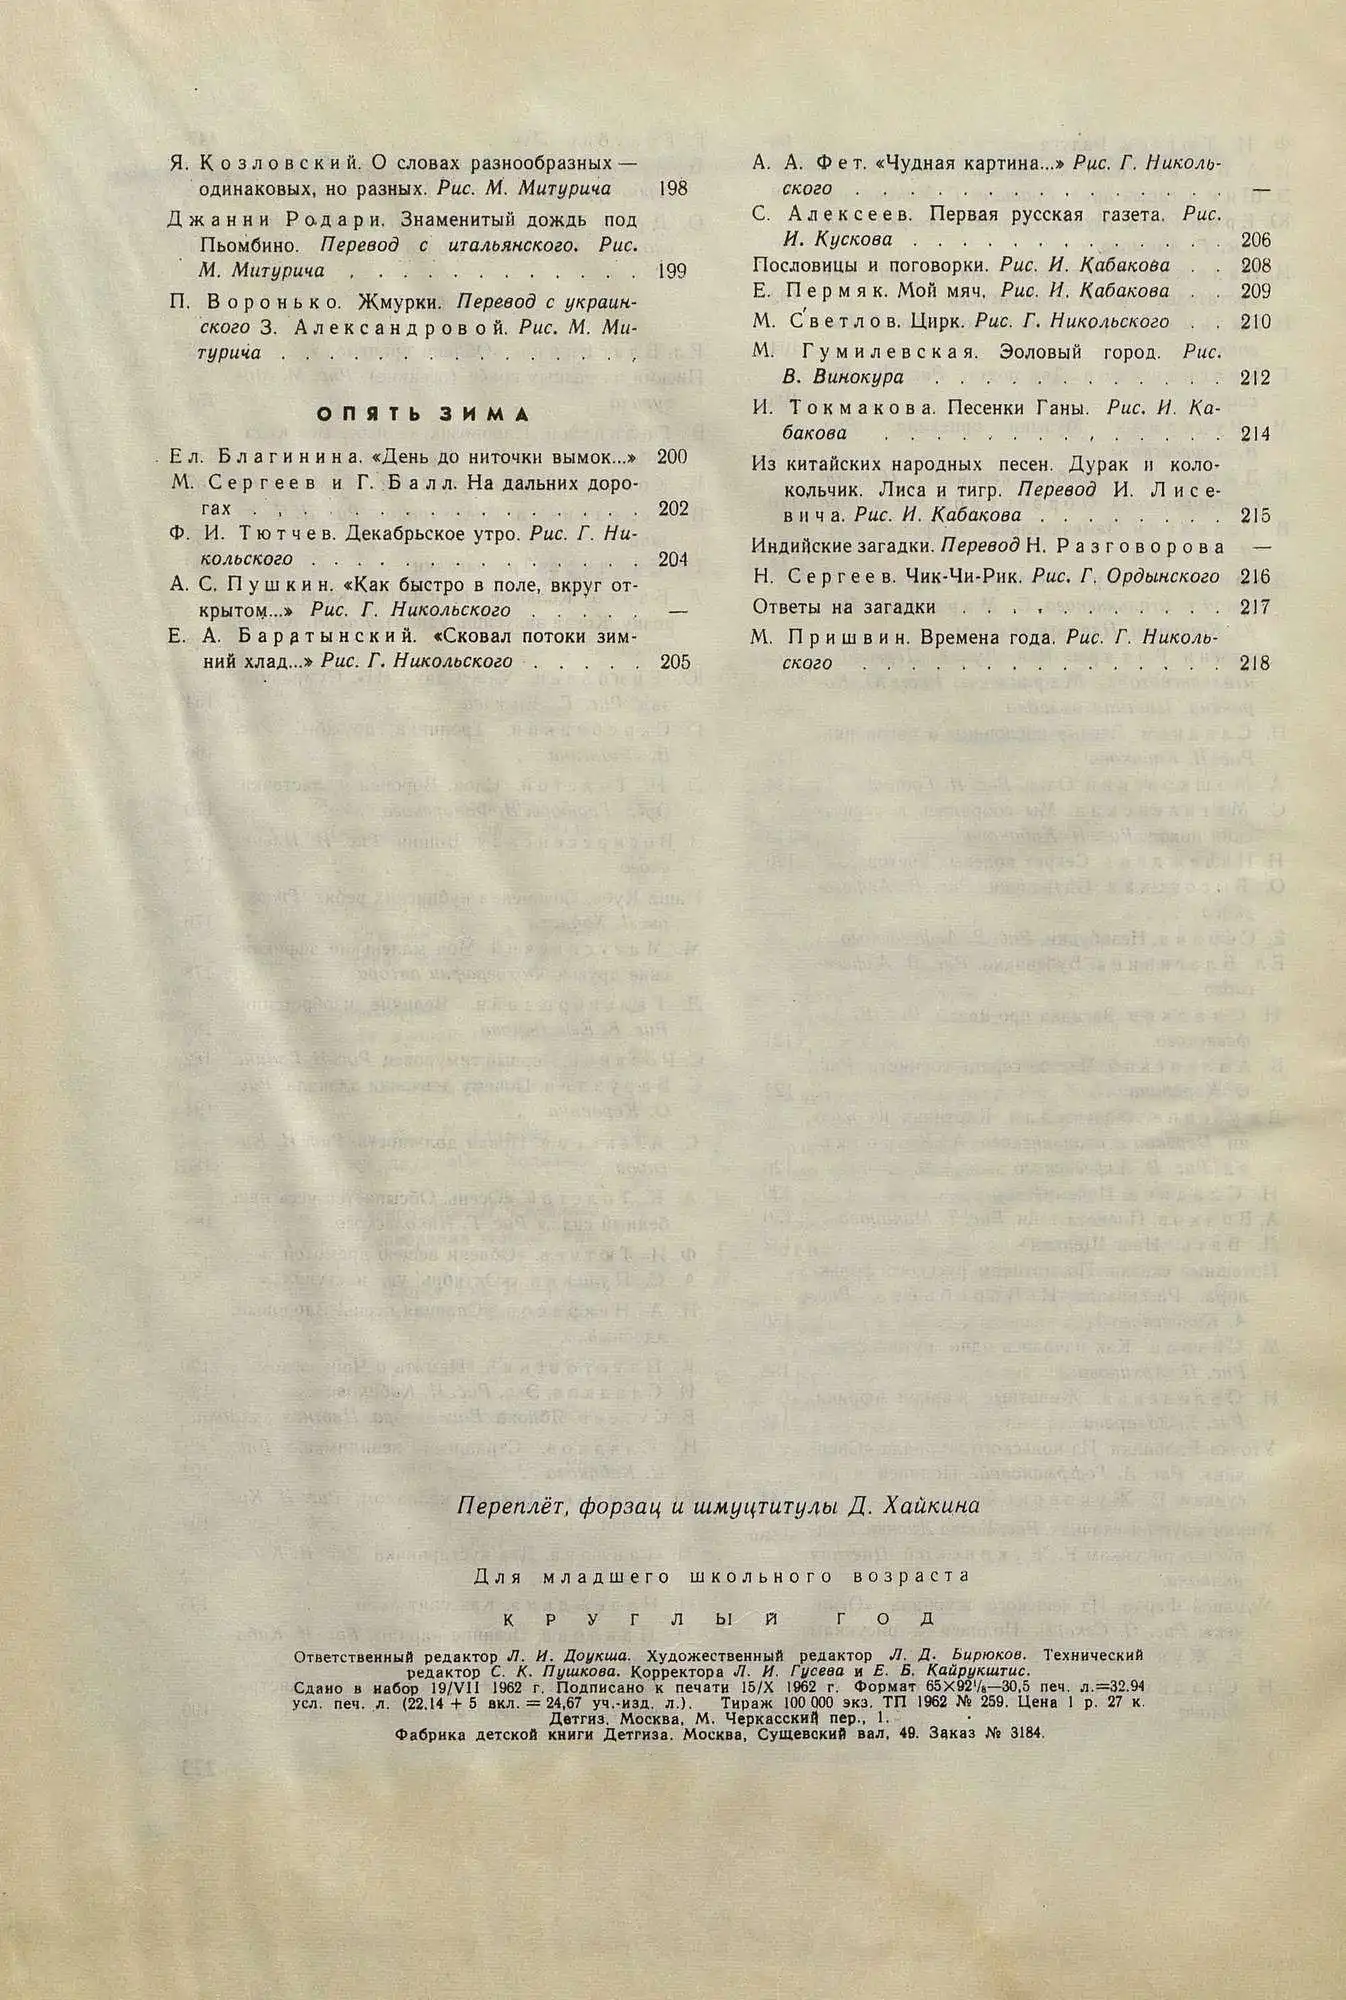 Я. Козловский. О словах разнообразных —
одинаковых, но разных. Рис. М. Митурича 198
Джанни Родари. Знаменитый дождь под
Пьомбино. Перевод с итальянского. Рис.
М. Митурича . . . . . . . . . . . 199
П. Воронько. Жмурки. Перевод с украин-
ского З. Александровой. Рис. М. Ми-
турича . . . . . . . . . . . . . .
ОПЯТЬ ЗИМА
Ел. Благинина. «День до ниточки вымок...» 200
М. Сергеев и Г. Балл. На дальних доро-
гах . . . . . . . . . . . . . . . 202
Ф. И. Тютчев. Декабрьское утро. Рис. Г. Ни-
кольского . . . . . . . . . . . . . 204
А. С. Пушкин. «Как быстро в поле, вкруг от-
крытом...» Рис. Г. Никольского . . . . . —
Е. А. Баратынский. «Сковал потоки зим-
ний хлад...» Рис. Г. Никольского . . . . . 205
А. А. Фет. «Чудная картина...» Рис. Г. Николь-
ского . . . . . . . . . . . . . . —
С. Алексеев. Первая русская газета. Рис.
И. Кускова . . . . . . . . . . . . 206
Пословицы и поговорки. Рис. И. Кабакова . . 208
Е. Пермяк. Мой мяч. Рис. И. Кабакова . . 209
М. Светлов. Цирк. Рис. Г. Никольского . . 210
М. Гумилевская. Эоловый город. Рис.
В. Винокура . . . . . . . . . . . 212
И. Токмакова. Песенки Ганы. Рис. И. Ка-
бакова . . . . . . . . . . . . . 214
Из китайских народных песен. Дурак и коло-
кольчик. Лиса и тигр. Перевод И. Лисе-
вича. Рис. И. Кабакова . . . . . . . . 215
Индийские загадки. Перевод Н. Разговорова —
Н. Сергеев. Чик-Чи-Рик. Рис. Г. Ордынского 216
Ответы на загадки . . . . . . . . . . 217
М. Пришвин. Времена года. Рис. Г. Николь-
ского . . . . . . . . . . . . . . 218
Переплёт, форзац и шмуцтитулы Д. Хайкина
Для младшего школьного возраста
КРУГЛЫЙ ГОД
Ответственный редактор Л. И. Доукша. Художественный редактор Л. Д. Бирюков. Технический
редактор С. К. Пушкова. Корректора Л. И. Гусева и Е. Б. Кайрукштис.
Сдано в набор 19/VII 1962 г. Подписано к печати 15/X 1962 г. Формат 65×92¹/₈—30,5 печ. л.=32.94
усл. печ. л. (22.14 + 5 вкл. = 24,67 уч.-изд. л.). Тираж 100 000 экз. ТП 1962 № 259. Цена 1 р. 27 к.
Детгиз. Москва, М. Черкасский пер., 1.
Фабрика детской книги Детгиза. Москва, Сущевский вал, 49. Заказ № 3184.